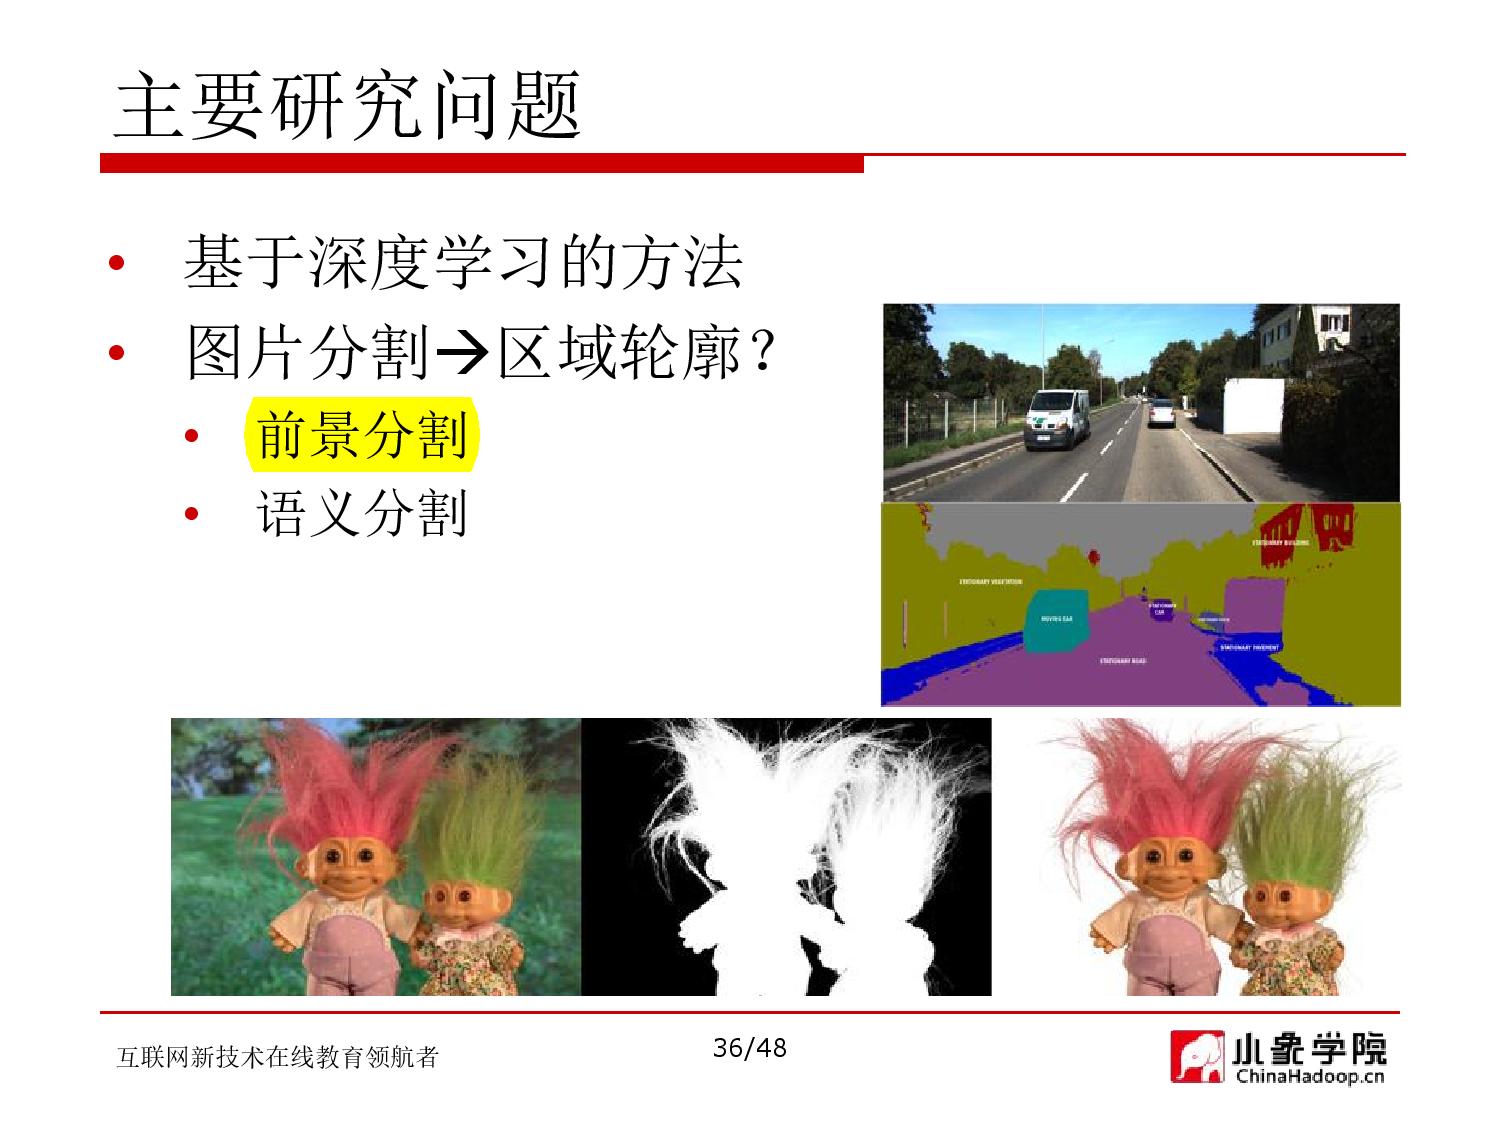 主要研究问题
• 基于深度学习的方法
• 图片分割→区域轮廓？
• 前景分割
• 语义分割
STATIONARY BUILDING
STATIONARY VEGETATION
MOVING CAR
STATIONARY CAR
STATIONARY PAVEMENT
STATIONARY ROAD
互联网新技术在线教育领航者
36/48
小象学院
ChinaHadoop.cn